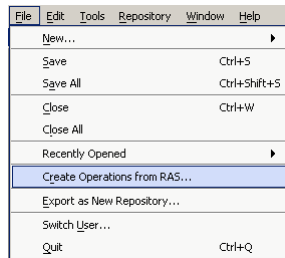 File Edit Tools Repository Window Help
New...
Save Ctrl+S
Save All Ctrl+Shift+S
Close Ctrl+W
Close All
Recently Opened
Create Operations from RAS...
Export as New Repository...
Switch User...
Quit Ctrl+Q